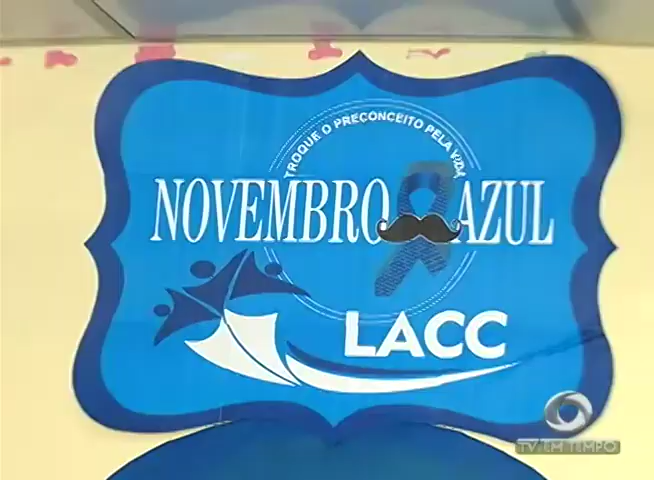 TROQUE O PRECONCEITO PELA VIDA
NOVEMBRO AZUL
LACC
TV EM TEMPO